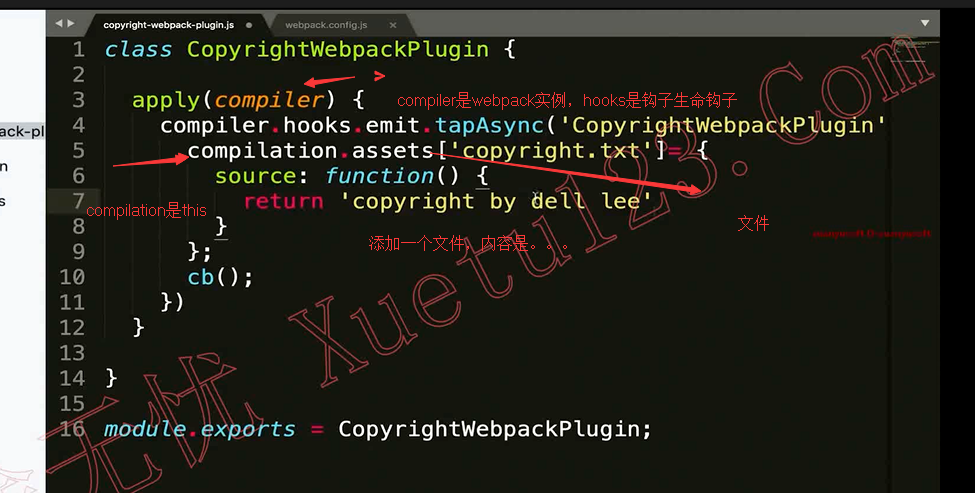 copyright-webpack-plugin.js
webpack.config.js
1 class CopyrightWebpackPlugin {
2
3 apply(compiler) {
compiler是webpack实例，hooks是钩子生命钩子
4 compiler.hooks.emit.tapAsync('CopyrightWebpackPlugin'
ack-pl
5 compilation.assets['copyright.txt']= {
n
6 source: function() {
s
7 return 'copyright by dell lee'
compilation是this
8 }
文件
添加一个文件，内容是。。。
9 };
10 cb();
11 })
12 }
13
14 }
15
16 module.exports = CopyrightWebpackPlugin;
无忧 Xuetu123.Com